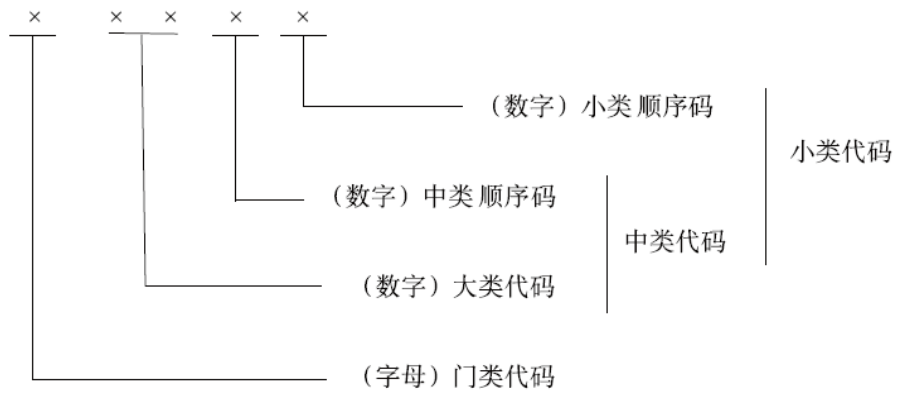 × × × × ×
（数字）小类 顺序码
小类代码
（数字）中类 顺序码
中类代码
（数字）大类代码
（字母）门类代码